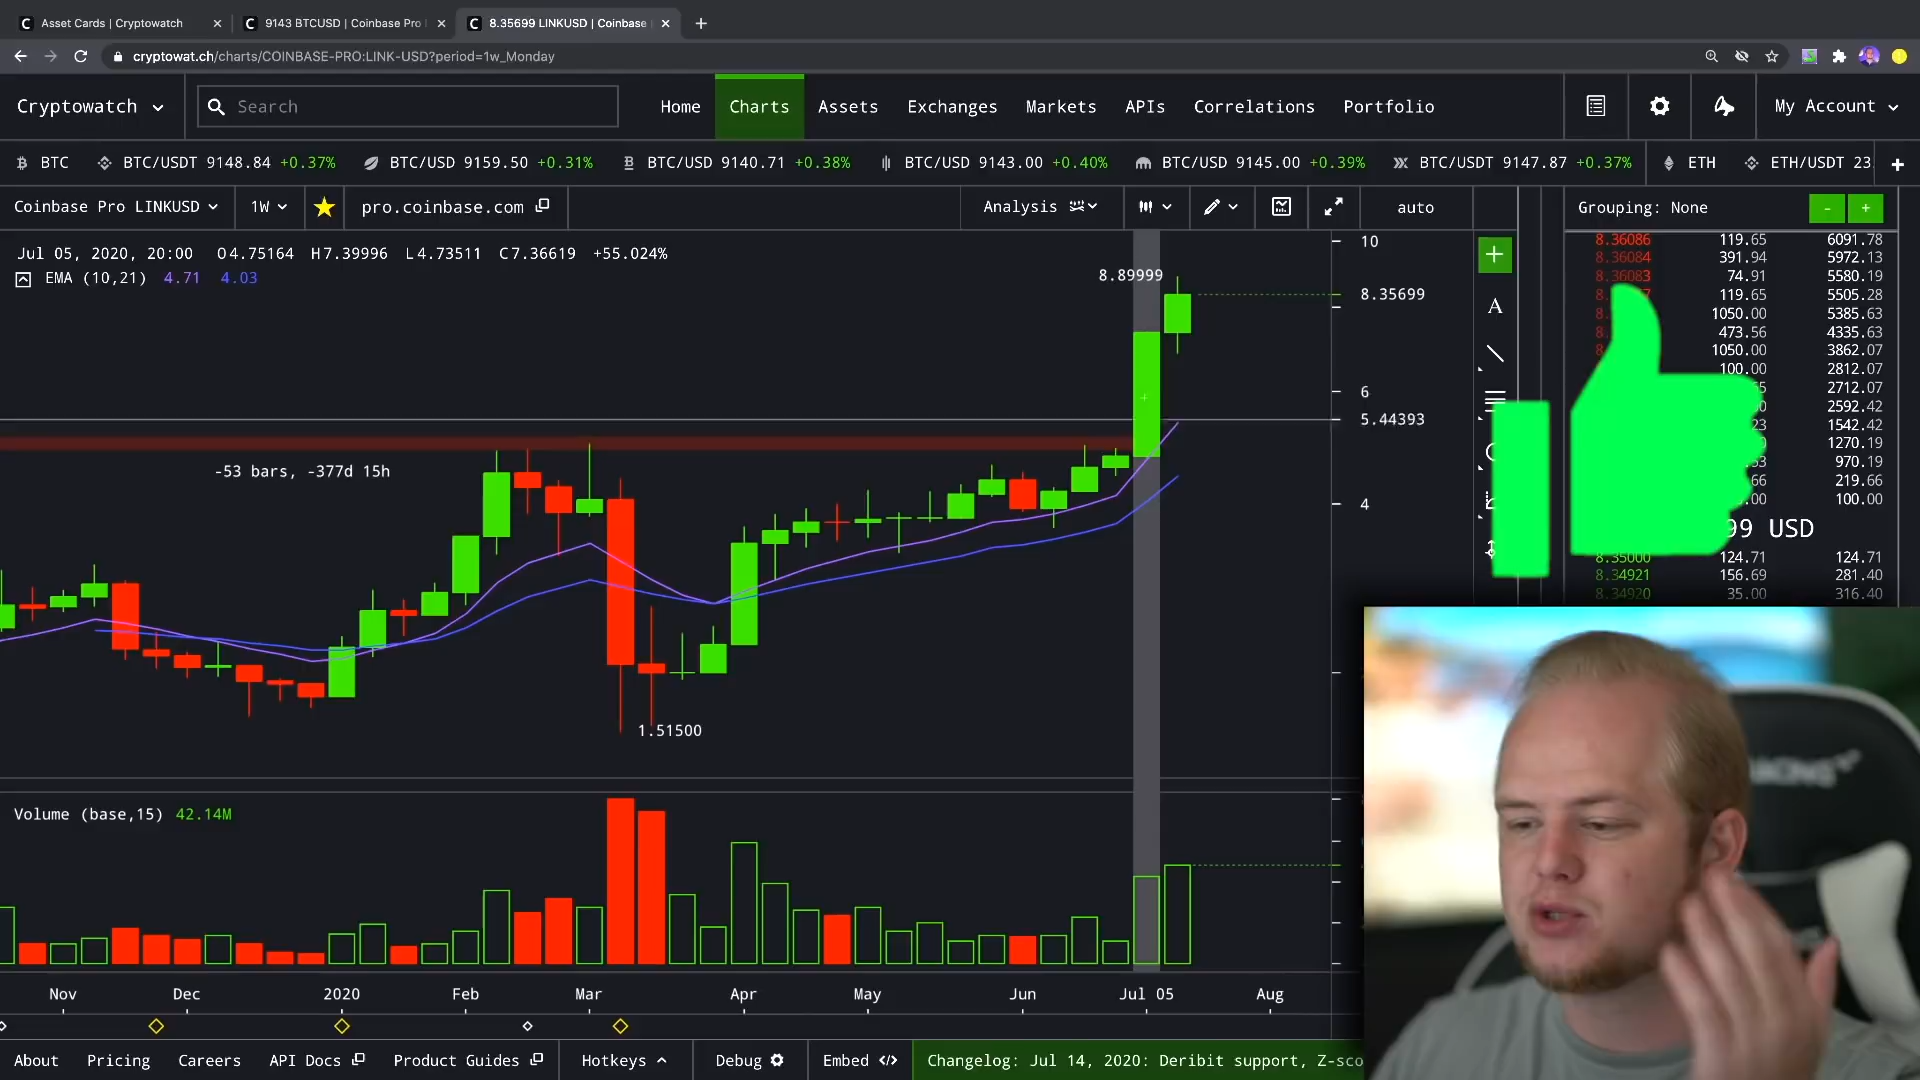 Asset Cards | Cryptowatch
9143 BTCUSD | Coinbase Pro
8.35699 LINKUSD | Coinbase
cryptowat.ch/charts/COINBASE-PRO:LINK-USD?period=1w_Monday
Cryptowatch
Search
Home Charts Assets Exchanges Markets APIs Correlations Portfolio
My Account
BTC BTC/USDT 9148.84 +0.37% BTC/USD 9159.50 +0.31% BTC/USD 9140.71 +0.38% BTC/USD 9143.00 +0.40% BTC/USD 9145.00 +0.39% BTC/USDT 9147.87 +0.37% ETH ETH/USDT 23
Coinbase Pro LINKUSD 1W pro.coinbase.com Analysis auto
Grouping: None - +
Jul 05, 2020, 20:00 O4.75164 H7.39996 L4.73511 C7.36619 +55.024%
EMA (10,21) 4.71 4.03
8.89999
-53 bars, -377d 15h
1.51500
10
8.35699
6
5.44393
4
A
8.36086 119.65 6091.78
8.36084 391.94 5972.13
8.36083 74.91 5580.19
119.65 5505.28
1050.00 5385.63
473.56 4335.63
1050.00 3862.07
100.00 2812.07
2712.07
2592.42
1542.42
1270.19
970.19
219.66
100.00
99 USD
8.35000 124.71 124.71
8.34921 156.69 281.40
8.34920 35.00 316.40
Volume (base,15) 42.14M
Nov Dec 2020 Feb Mar Apr May Jun Jul 05 Aug
About Pricing Careers API Docs Product Guides Hotkeys Debug Embed Changelog: Jul 14, 2020: Deribit support, Z-sco